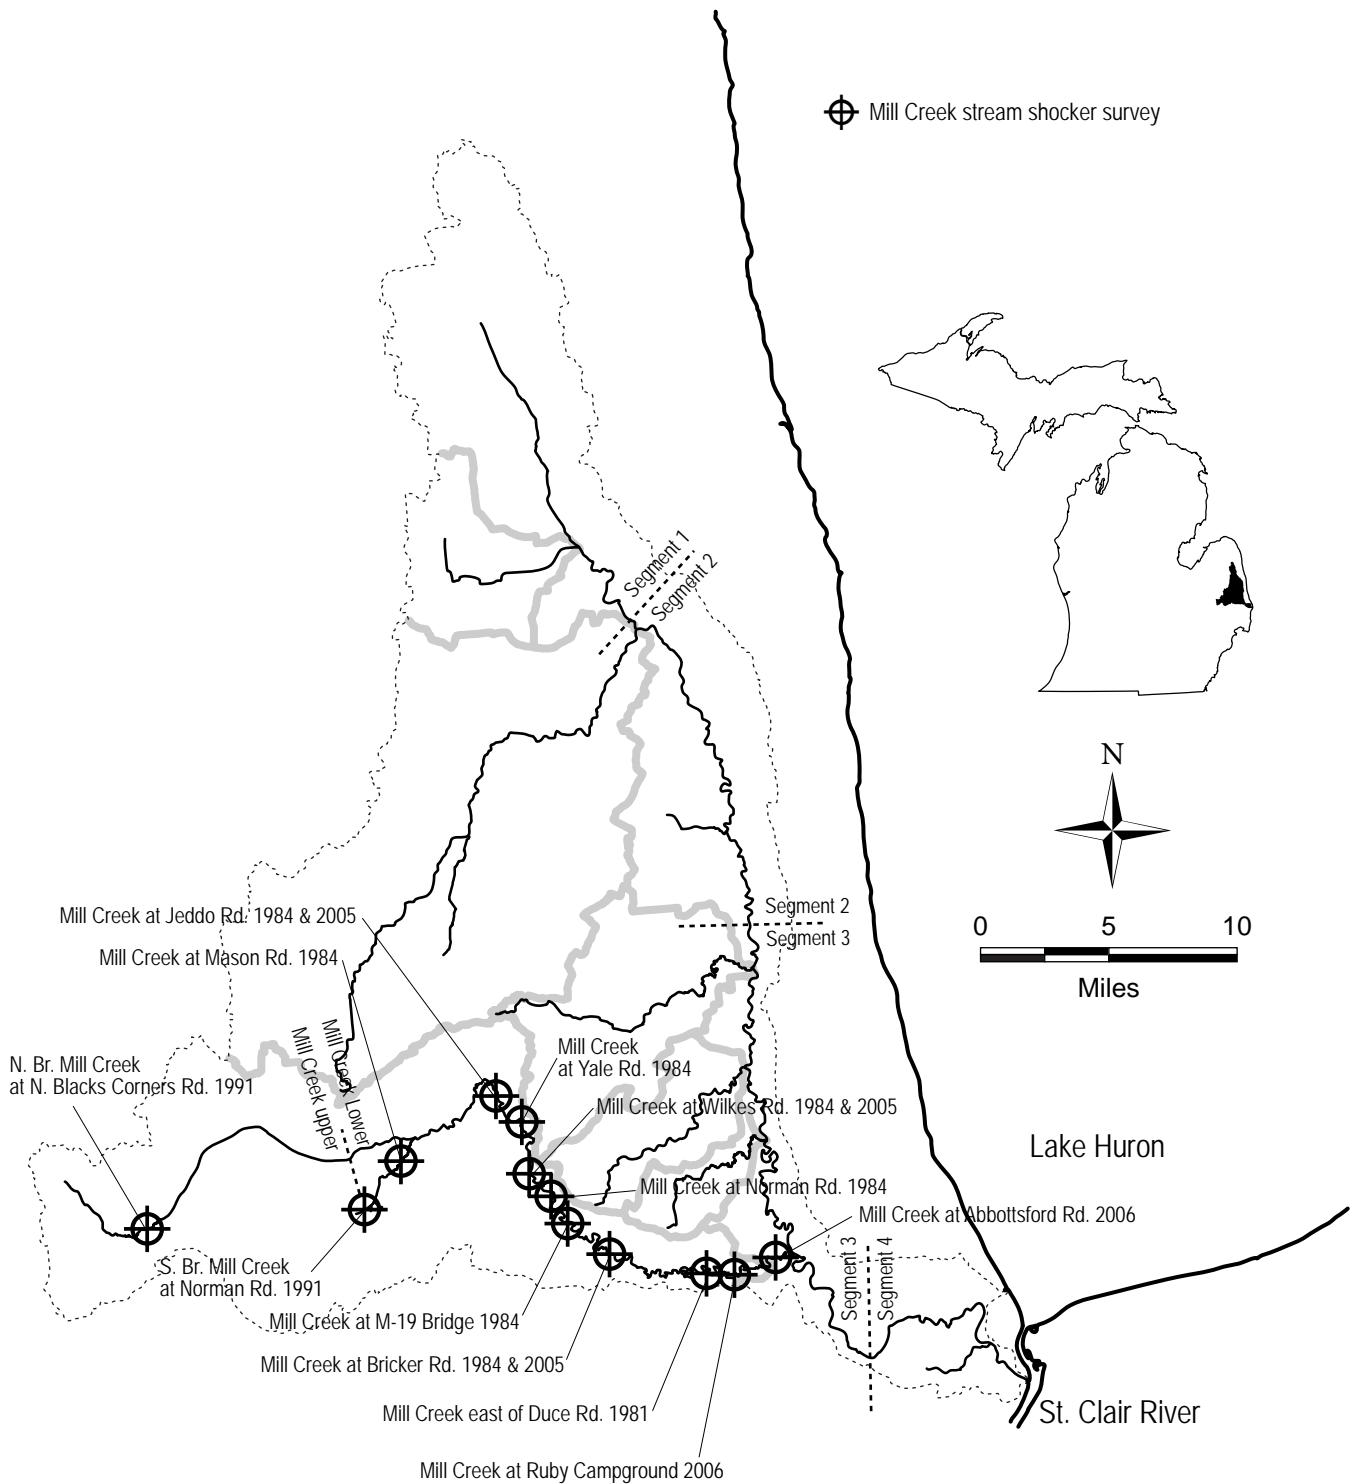 Mill Creek stream shocker survey
Segment 1
Segment 2
N
Segment 2
Segment 3
0 5 10
Miles
Mill Creek at Jeddo Rd. 1984 & 2005
Mill Creek at Mason Rd. 1984
Mill Creek Lower
Mill Creek upper
N. Br. Mill Creek
at N. Blacks Corners Rd. 1991
Mill Creek
at Yale Rd. 1984
Mill Creek at Wilkes Rd. 1984 & 2005
Lake Huron
Mill Creek at Norman Rd. 1984
Mill Creek at Abbottsford Rd. 2006
Segment 3
Segment 4
S. Br. Mill Creek
at Norman Rd. 1991
Mill Creek at M-19 Bridge 1984
Mill Creek at Bricker Rd. 1984 & 2005
Mill Creek east of Duce Rd. 1981
St. Clair River
Mill Creek at Ruby Campground 2006